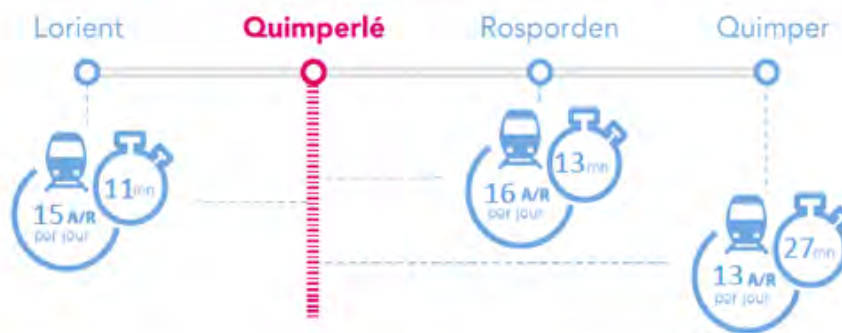 Lorient
Quimperlé
Rosporden
Quimper
15 A/R
par jour
11mn
16 A/R
par jour
13mn
13 A/R
par jour
27mn